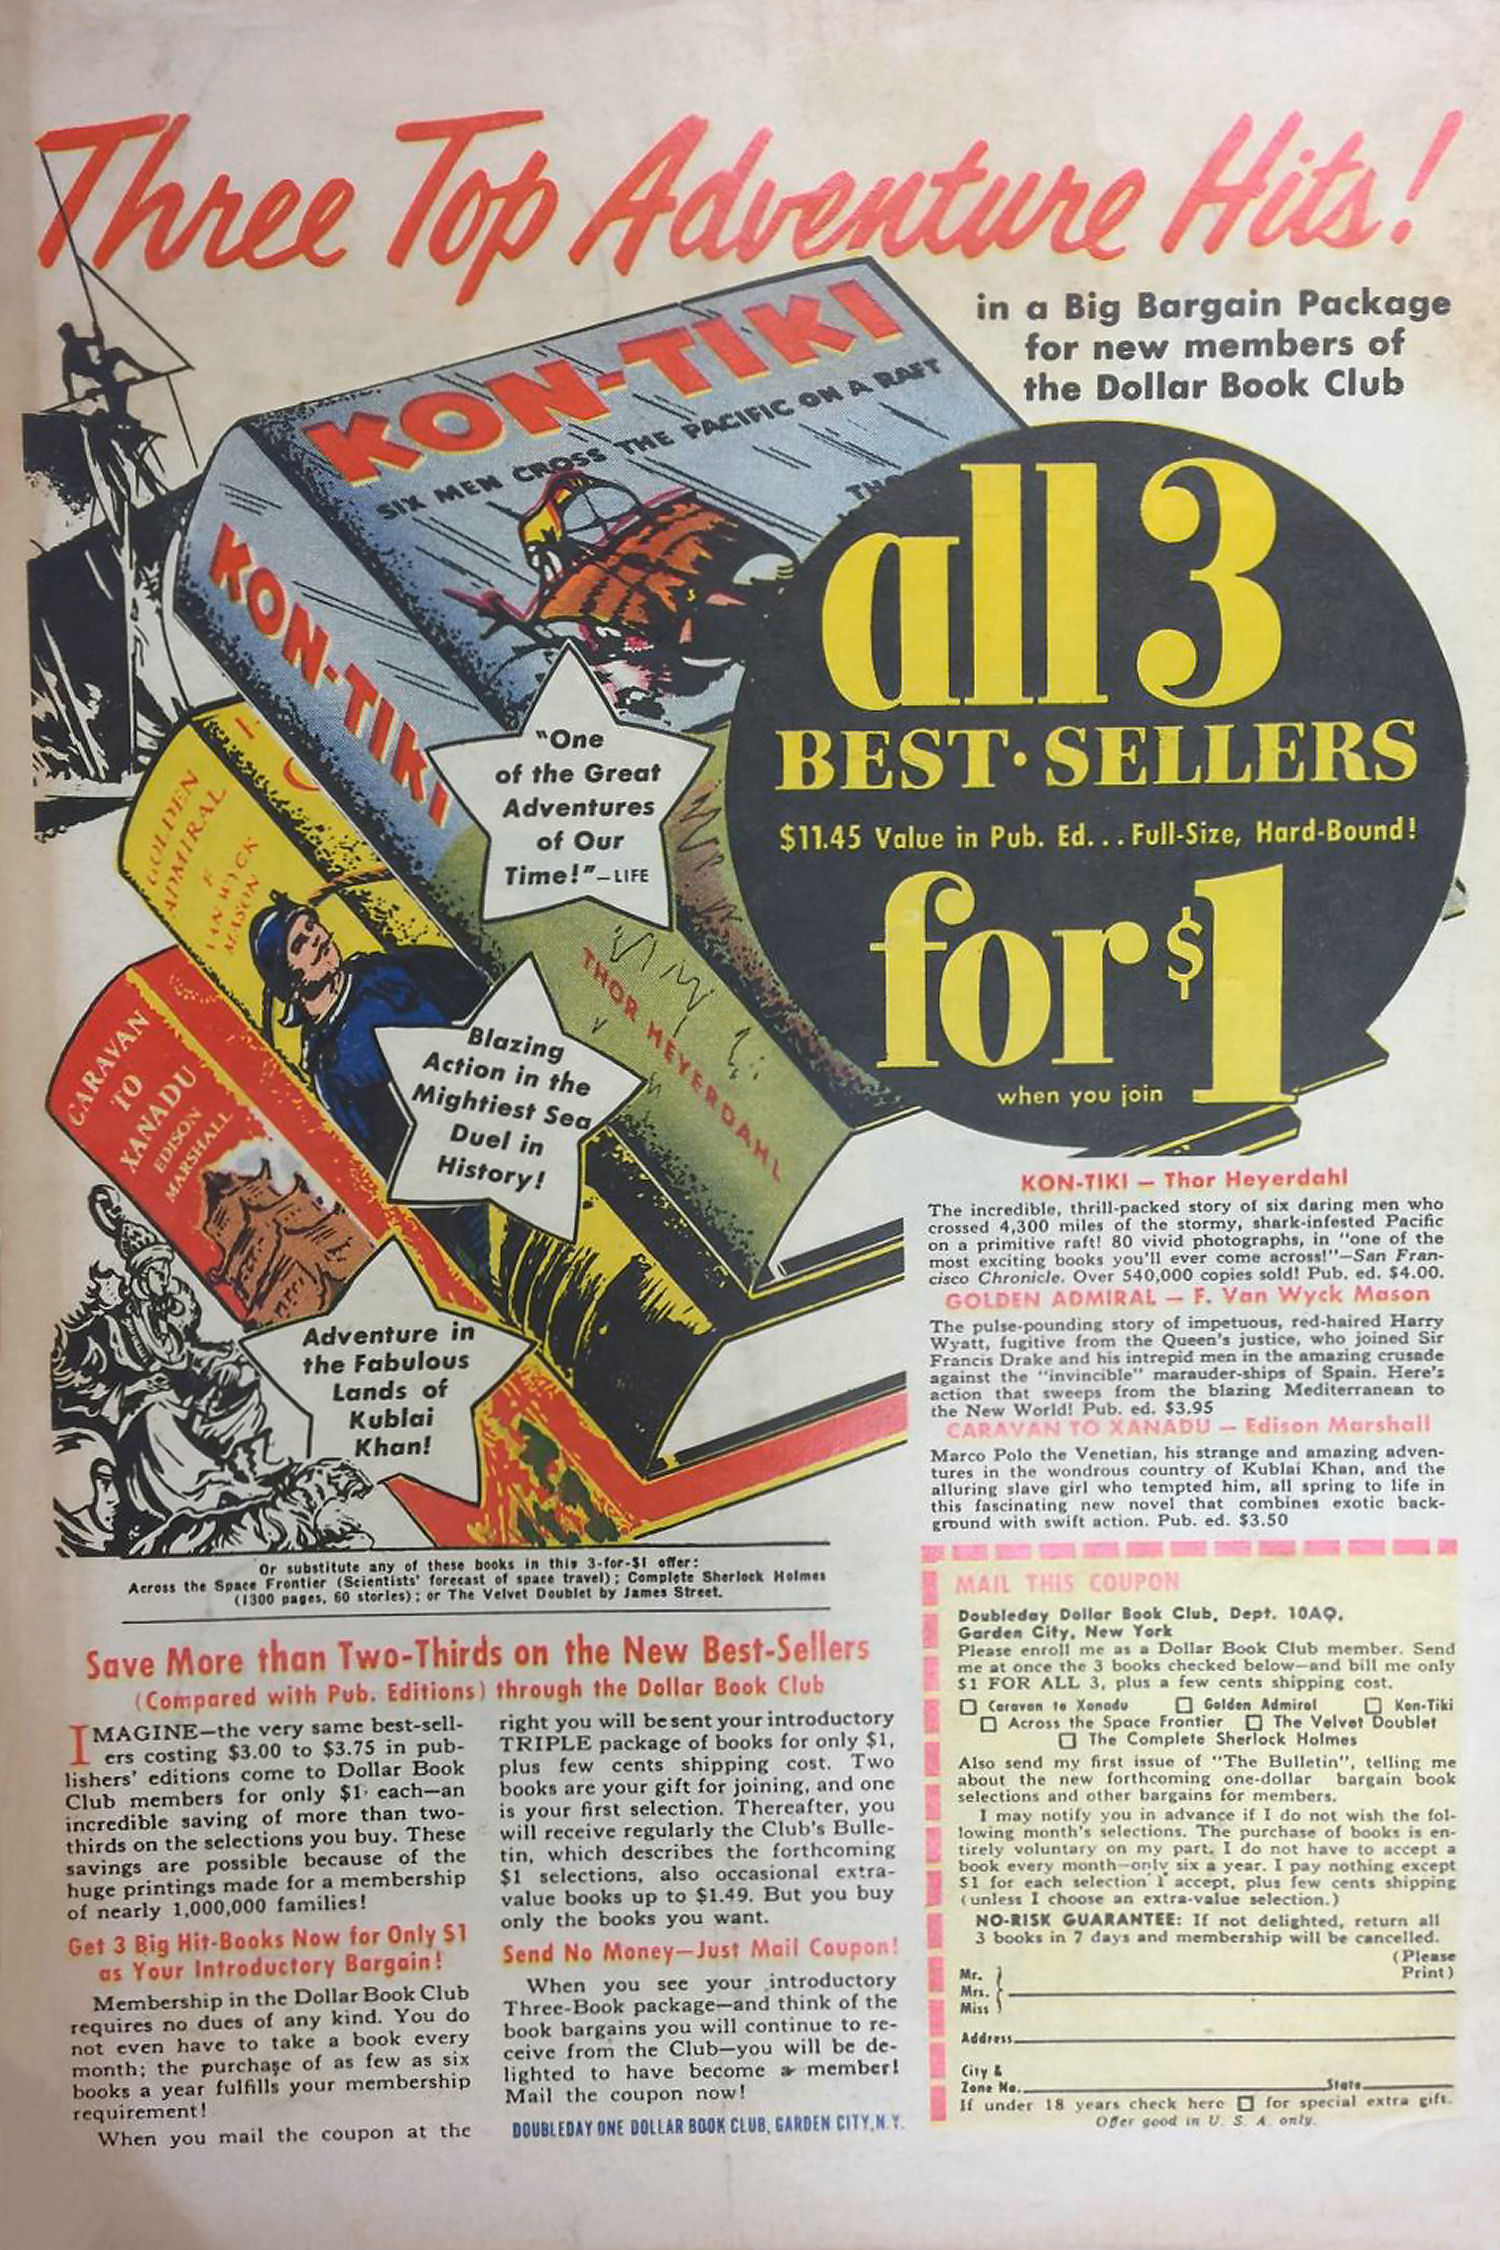 Three Top Adventure Hits!
in a Big Bargain Package
for new members of
the Dollar Book Club
KON-TIKI
SIX MEN CROSS THE PACIFIC ON A RAFT
KON-TIKI
THOR HEYERDAHL
all 3
BEST·SELLERS
$11.45 Value in Pub. Ed... Full-Size, Hard-Bound!
for $1
when you join
"One
of the Great
Adventures
of Our
Time!"—LIFE
GOLDEN
ADMIRAL
F.
VAN WYCK
MASON
Blazing
Action in the
Mightiest Sea
Duel in
History!
CARAVAN
TO
XANADU
EDISON
MARSHALL
Adventure in
the Fabulous
Lands of
Kublai
Khan!
KON-TIKI — Thor Heyerdahl
The incredible, thrill-packed story of six daring men who
crossed 4,300 miles of the stormy, shark-infested Pacific
on a primitive raft! 80 vivid photographs, in "one of the
most exciting books you'll ever come across!"—San Fran-
cisco Chronicle. Over 540,000 copies sold! Pub. ed. $4.00.
GOLDEN ADMIRAL — F. Van Wyck Mason
The pulse-pounding story of impetuous, red-haired Harry
Wyatt, fugitive from the Queen's justice, who joined Sir
Francis Drake and his intrepid men in the amazing crusade
against the "invincible" marauder-ships of Spain. Here's
action that sweeps from the blazing Mediterranean to
the New World! Pub. ed. $3.95
CARAVAN TO XANADU — Edison Marshall
Marco Polo the Venetian, his strange and amazing adven-
tures in the wondrous country of Kublai Khan, and the
alluring slave girl who tempted him, all spring to life in
this fascinating new novel that combines exotic back-
ground with swift action. Pub. ed. $3.50
Or substitute any of these books in this 3-for-$1 offer:
Across the Space Frontier (Scientists' forecast of space travel); Complete Sherlock Holmes
(1300 pages, 60 stories); or The Velvet Doublet by James Street.
Save More than Two-Thirds on the New Best-Sellers
(Compared with Pub. Editions) through the Dollar Book Club
IMAGINE—the very same best-sell-
ers costing $3.00 to $3.75 in pub-
lishers' editions come to Dollar Book
Club members for only $1 each—an
incredible saving of more than two-
thirds on the selections you buy. These
savings are possible because of the
huge printings made for a membership
of nearly 1,000,000 families!
Get 3 Big Hit-Books Now for Only $1
as Your Introductory Bargain!
Membership in the Dollar Book Club
requires no dues of any kind. You do
not even have to take a book every
month; the purchase of as few as six
books a year fulfills your membership
requirement!
When you mail the coupon at the
right you will be sent your introductory
TRIPLE package of books for only $1,
plus few cents shipping cost. Two
books are your gift for joining, and one
is your first selection. Thereafter, you
will receive regularly the Club's Bulle-
tin, which describes the forthcoming
$1 selections, also occasional extra-
value books up to $1.49. But you buy
only the books you want.
Send No Money—Just Mail Coupon!
When you see your introductory
Three-Book package—and think of the
book bargains you will continue to re-
ceive from the Club—you will be de-
lighted to have become a member!
Mail the coupon now!
DOUBLEDAY ONE DOLLAR BOOK CLUB, GARDEN CITY, N.Y.
MAIL THIS COUPON
Doubleday Dollar Book Club, Dept. 10AQ,
Garden City, New York
Please enroll me as a Dollar Book Club member. Send
me at once the 3 books checked below—and bill me only
$1 FOR ALL 3, plus a few cents shipping cost.
☐ Caravan to Xanadu ☐ Golden Admiral ☐ Kon-Tiki
☐ Across the Space Frontier ☐ The Velvet Doublet
☐ The Complete Sherlock Holmes
Also send my first issue of "The Bulletin", telling me
about the new forthcoming one-dollar bargain book
selections and other bargains for members.
I may notify you in advance if I do not wish the fol-
lowing month's selections. The purchase of books is en-
tirely voluntary on my part. I do not have to accept a
book every month—only six a year. I pay nothing except
$1 for each selection I accept, plus few cents shipping
(unless I choose an extra-value selection.)
NO-RISK GUARANTEE: If not delighted, return all
3 books in 7 days and membership will be cancelled.
(Please
Print)
Mr.
Mrs.
Miss
Address
City &
Zone No. State
If under 18 years check here ☐ for special extra gift.
Offer good in U. S. A. only.